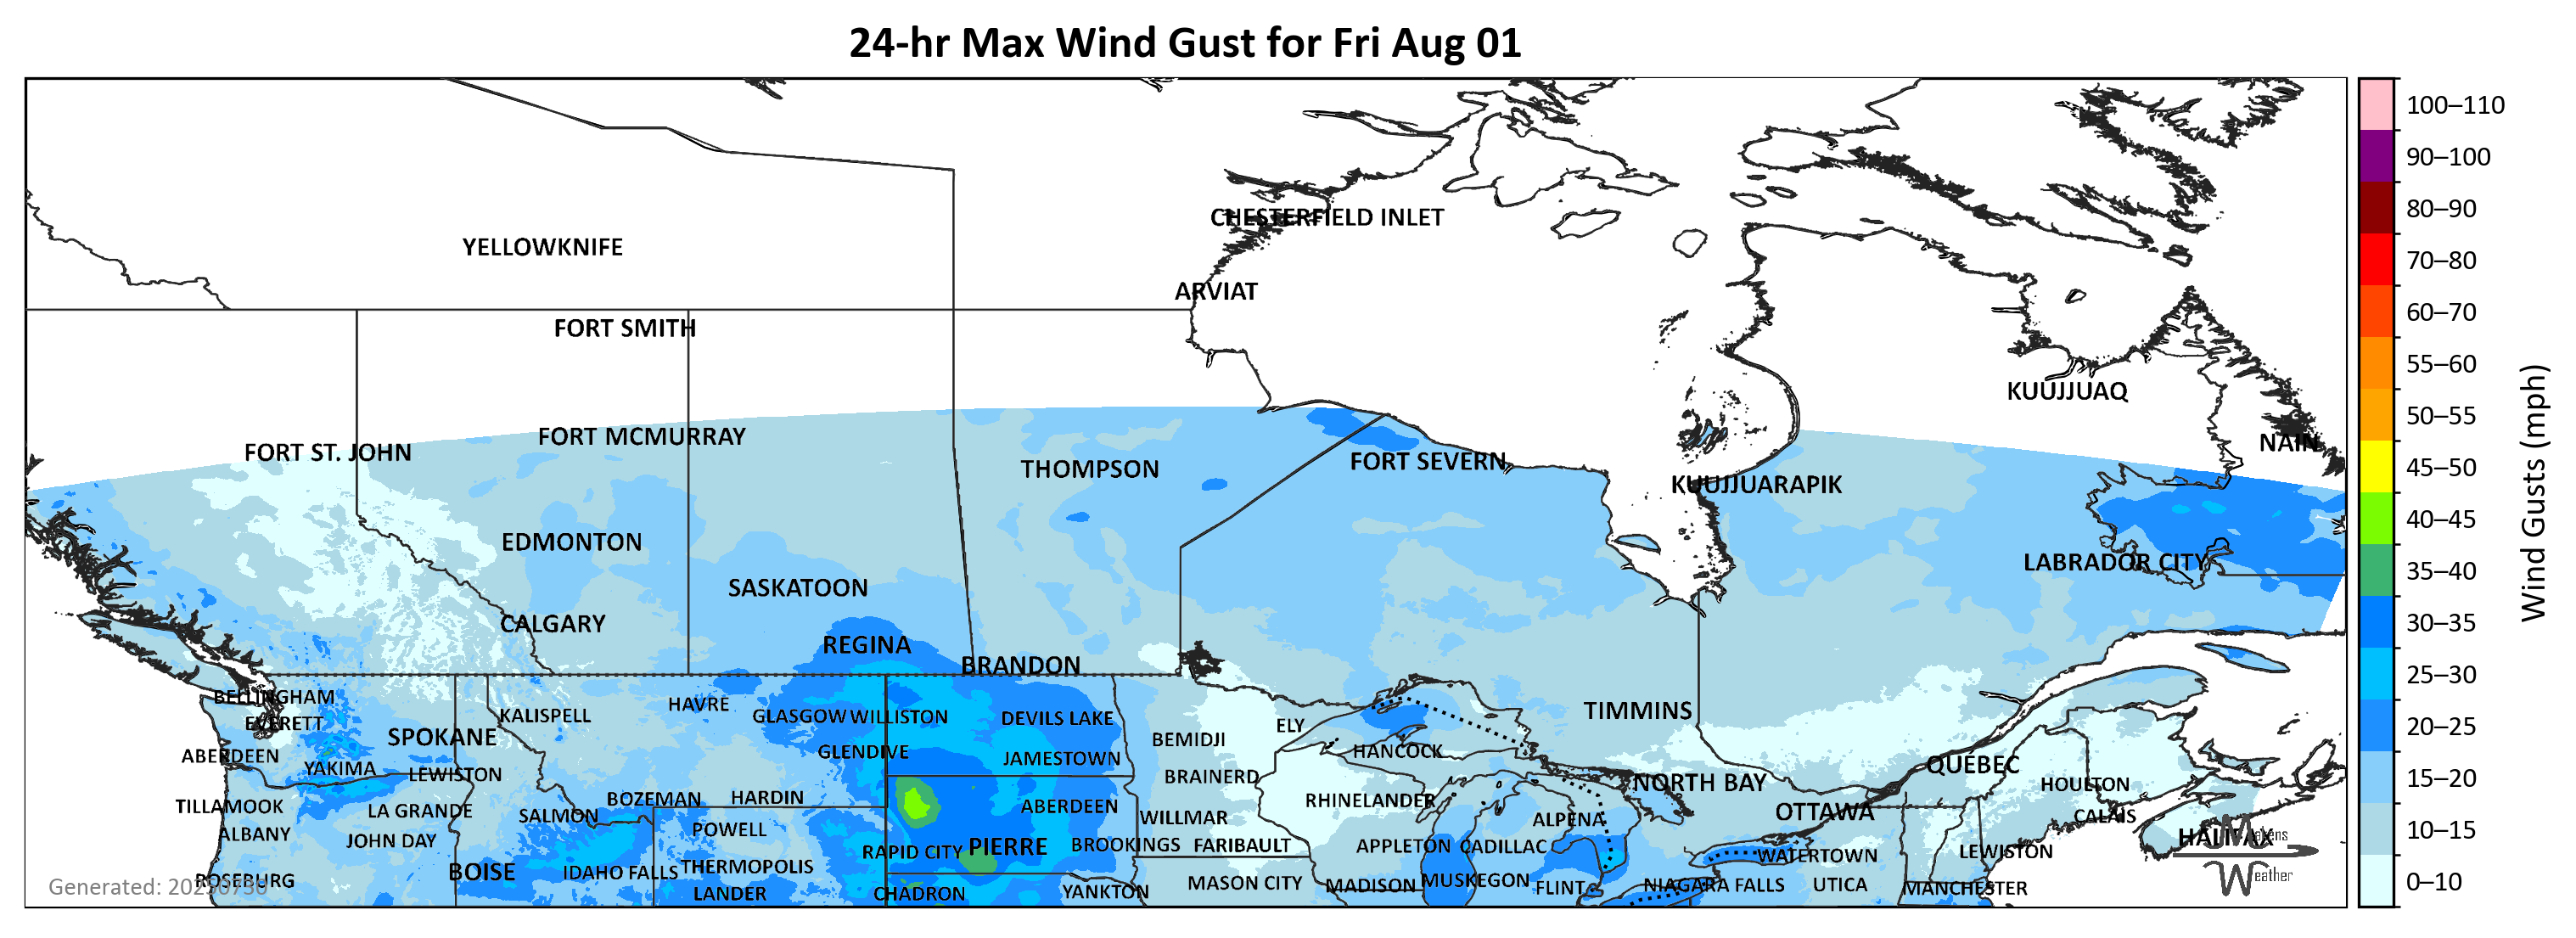 24-hr Max Wind Gust for Fri Aug 01
100–110
90–100
80–90
70–80
60–70
55–60
50–55
45–50
40–45
35–40
30–35
25–30
20–25
15–20
10–15
0–10
Wind Gusts (mph)
CHESTERFIELD INLET
YELLOWKNIFE
ARVIAT
FORT SMITH
KUUJJUAQ
FORT MCMURRAY
NAIN
FORT ST. JOHN
FORT SEVERN
THOMPSON
KUUJJUARAPIK
EDMONTON
LABRADOR CITY
SASKATOON
CALGARY
REGINA
BRANDON
BELLINGHAM
HAVRE
TIMMINS
KALISPELL
GLASGOW WILLISTON
DEVILS LAKE
EVERETT
ELY
SPOKANE
BEMIDJI
HANCOCK
ABERDEEN
GLENDIVE
JAMESTOWN
QUÉBEC
YAKIMA
LEWISTON
BRAINERD
NORTH BAY
HOULTON
BOZEMAN
HARDIN
RHINELANDER
TILLAMOOK
LA GRANDE
ABERDEEN
OTTAWA
SALMON
WILLMAR
ALPENA
CALAIS
ALBANY
POWELL
HALIFAX
JOHN DAY
PIERRE
BROOKINGS
FARIBAULT
APPLETON
CADILLAC
RAPID CITY
LEWISTON
WATERTOWN
THERMOPOLIS
BOISE
IDAHO FALLS
ROSEBURG
MUSKEGON
MASON CITY
MADISON
FLINT
NIAGARA FALLS
UTICA
MANCHESTER
LANDER
CHADRON
YANKTON
Generated: 20250730
Makens
Weather